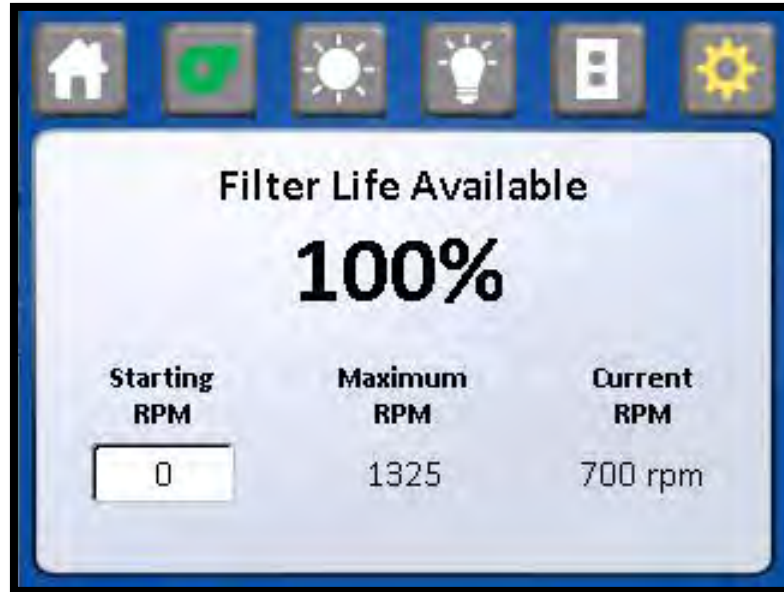 Filter Life Available
100%
Starting RPM
Maximum RPM
Current RPM
0
1325
700 rpm